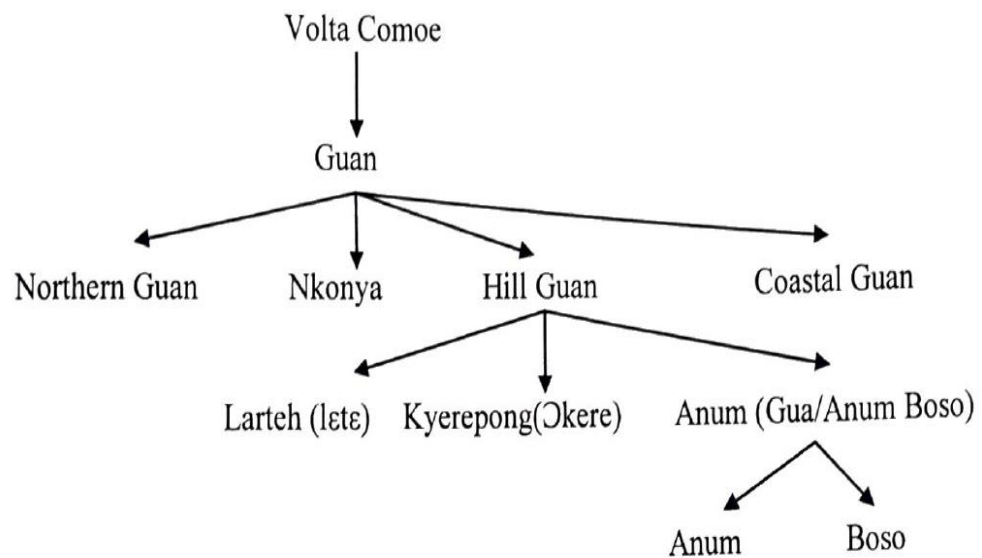 Volta Comoe
Guan
Northern Guan Nkonya Hill Guan Coastal Guan
Larteh (lɛtɛ) Kyerepong(Ɔkere) Anum (Gua/Anum Boso)
Anum Boso